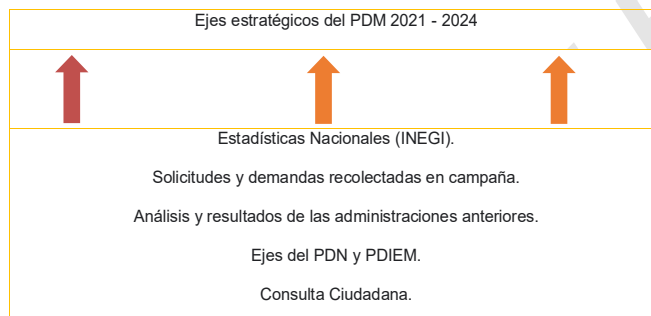 Ejes estratégicos del PDM 2021 - 2024
Estadísticas Nacionales (INEGI).
Solicitudes y demandas recolectadas en campaña.
Análisis y resultados de las administraciones anteriores.
Ejes del PDN y PDIEM.
Consulta Ciudadana.